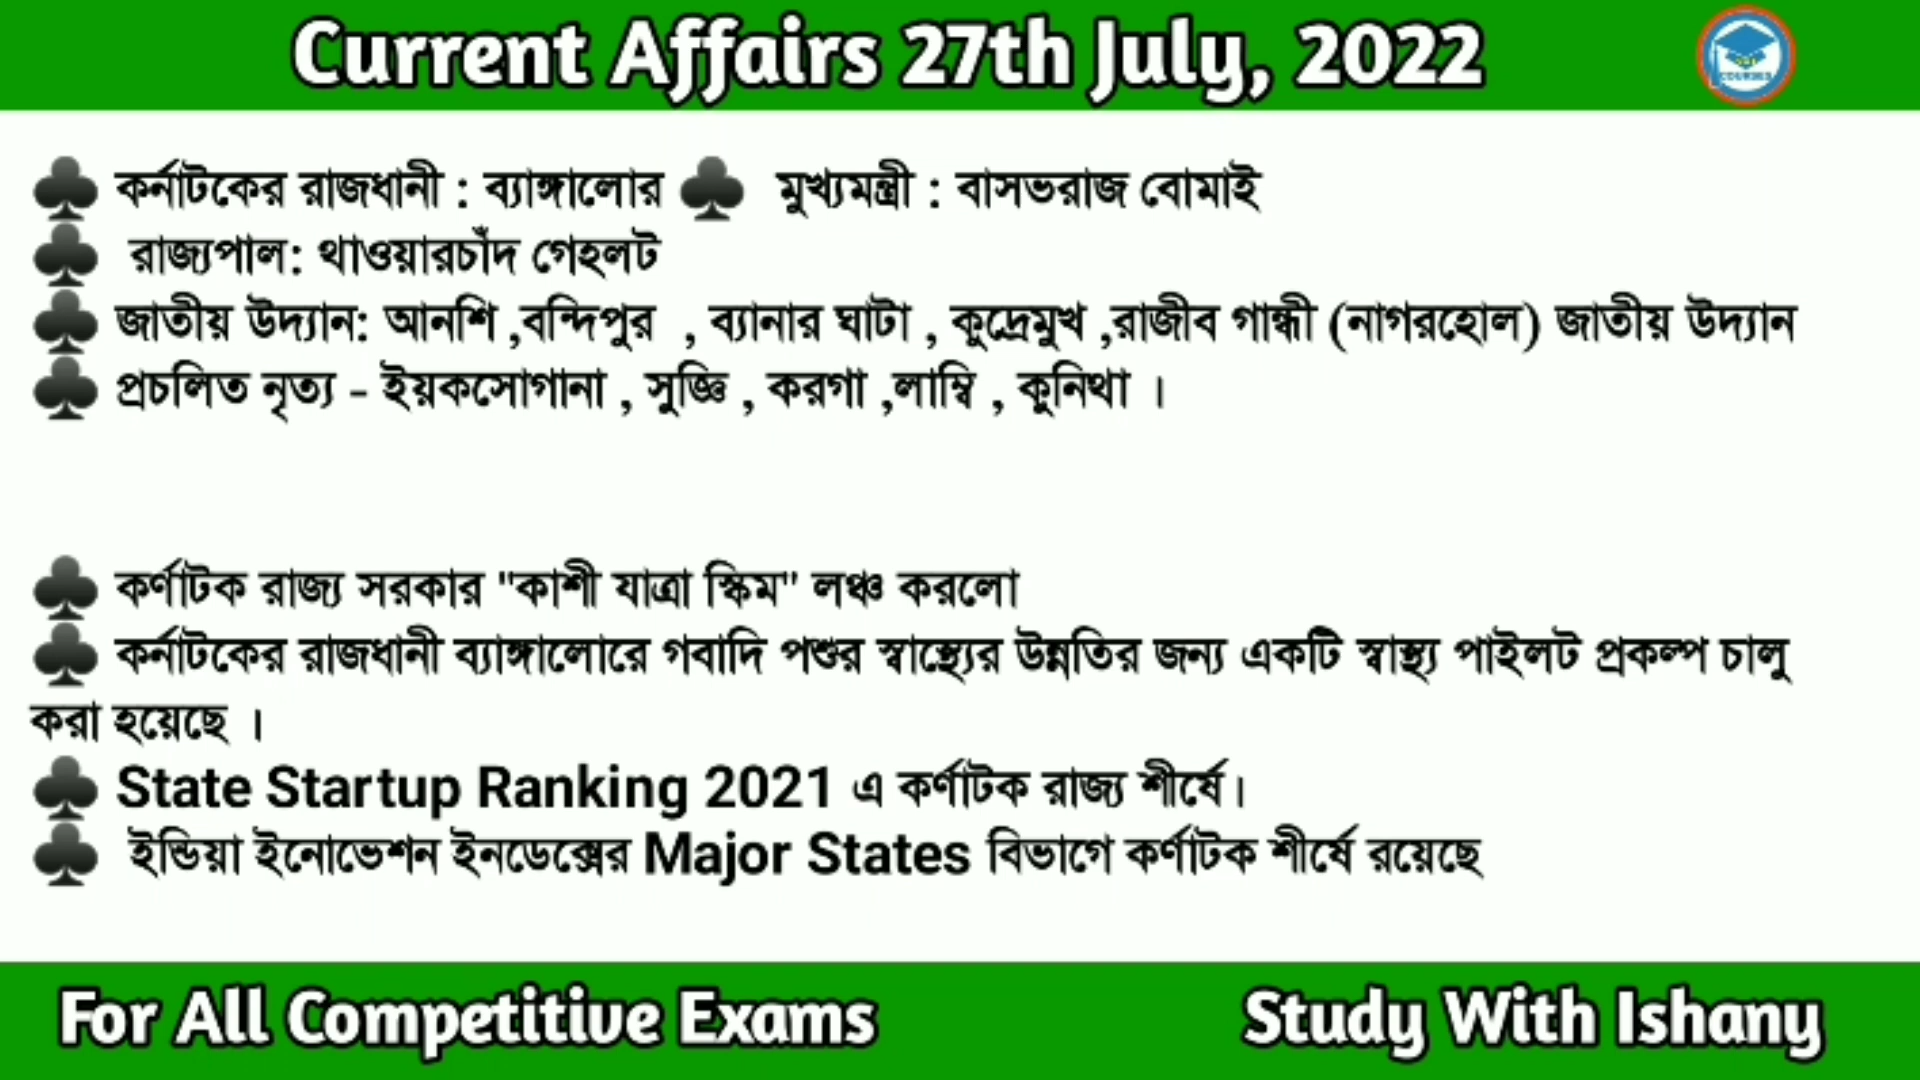 Current Affairs 27th July, 2022
COURSES
♣ কর্নাটকের রাজধানী : ব্যাঙ্গালোর ♣ মুখ্যমন্ত্রী : বাসভরাজ বোমাই
♣ রাজ্যপাল: থাওয়ারচাঁদ গেহলট
♣ জাতীয় উদ্যান: আনশি ,বন্দিপুর , ব্যানার ঘাটা , কুদ্রেমুখ ,রাজীব গান্ধী (নাগরহোল) জাতীয় উদ্যান
♣ প্রচলিত নৃত্য - ইয়কসোগানা , সুজ্ঞি , করগা ,লাম্বি , কুনিথা ।
♣ কর্ণাটক রাজ্য সরকার "কাশী যাত্রা স্কিম" লঞ্চ করলো
♣ কর্নাটকের রাজধানী ব্যাঙ্গালোরে গবাদি পশুর স্বাস্থ্যের উন্নতির জন্য একটি স্বাস্থ্য পাইলট প্রকল্প চালু
করা হয়েছে ।
♣ State Startup Ranking 2021 এ কর্ণাটক রাজ্য শীর্ষে।
♣ ইন্ডিয়া ইনোভেশন ইনডেক্সের Major States বিভাগে কর্ণাটক শীর্ষে রয়েছে
For All Competitive Exams Study With Ishany